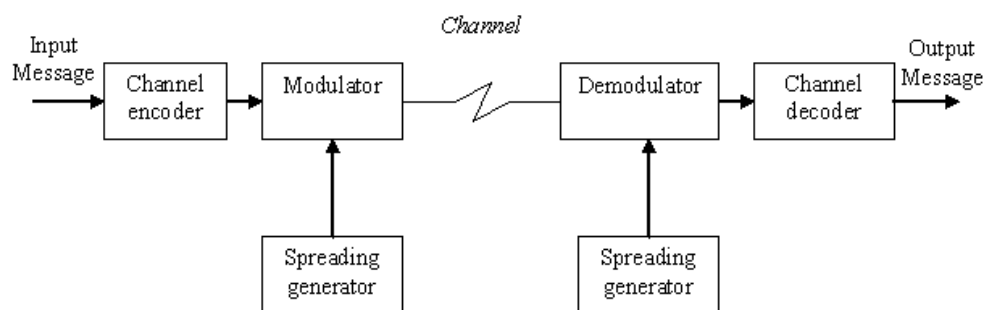 Channel
Input
Message
Channel
encoder
Modulator
Demodulator
Channel
decoder
Output
Message
Spreading
generator
Spreading
generator